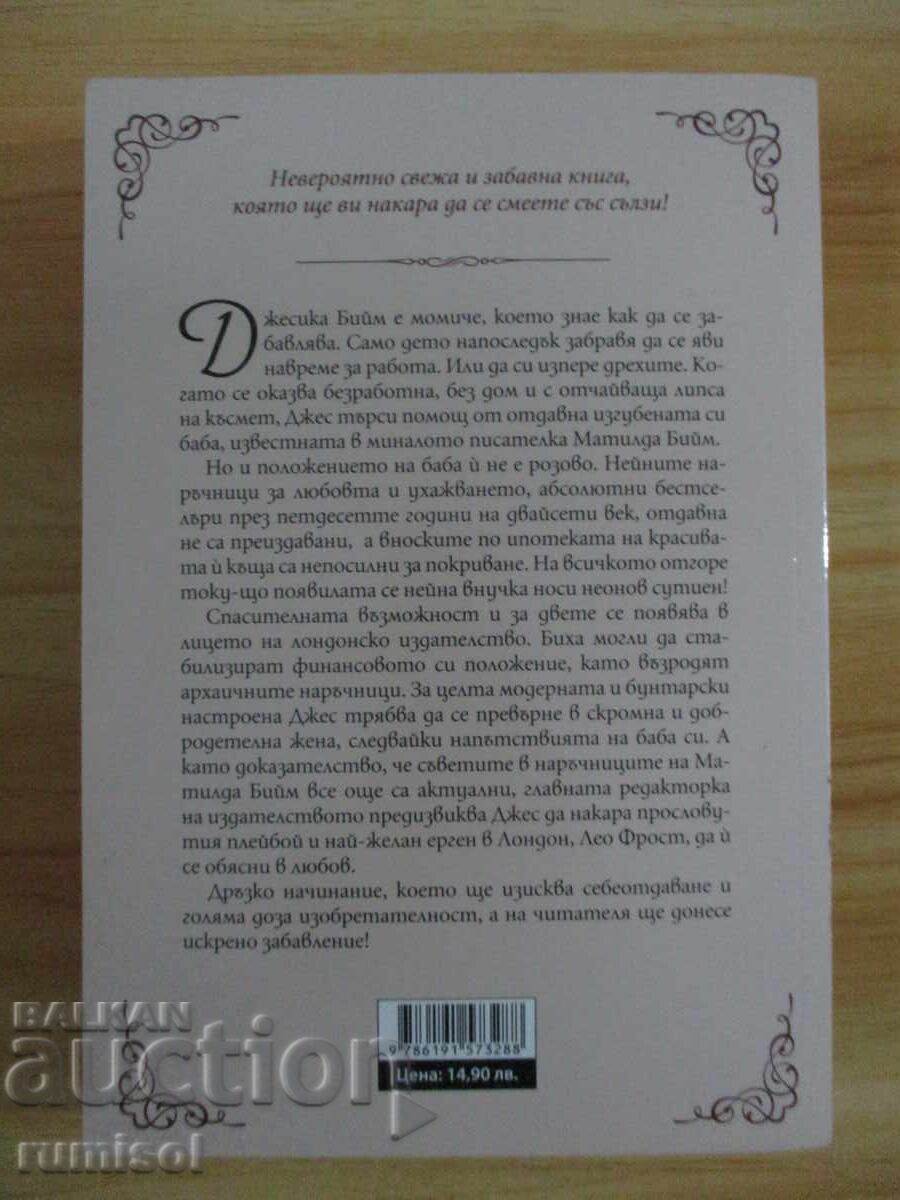 Невероятно свежа и забавна книга,
която ще ви накара да се смеете със сълзи!
Джесика Бийм е момиче, което знае как да се за-
бавлява. Само дето напоследък забравя да се яви
навреме за работа. Или да си изпере дрехите. Ко-
гато се оказва безработна, без дом и с отчайваща липса
на късмет, Джес търси помощ от отдавна изгубената си
баба, известната в миналото писателка Матилда Бийм.
Но и положението на баба ѝ не е розово. Нейните на-
ръчници за любовта и ухажването, абсолютни бестсе-
лъри през петдесетте години на двайсети век, отдавна
не са преиздавани, а вноските по ипотеката на красива-
та ѝ къща са непосилни за покриване. На всичкото отгоре
току-що появилата се нейна внучка носи неонов сутиен!
Спасителната възможност и за двете се появява в
лицето на лондонско издателство. Биха могли да ста-
билизират финансовото си положение, като възродят
архаичните наръчници. За целта модерната и бунтарски
настроена Джес трябва да се превърне в скромна и доб-
родетелна жена, следвайки напътствията на баба си. А
като доказателство, че съветите в наръчниците на Ма-
тилда Бийм все още са актуални, главната редакторка
на издателството предизвиква Джес да накара прослову-
тия плейбой и най-желан ерген в Лондон, Лео Фрост, да ѝ
се обясни в любов.
Дръзко начинание, което ще изисква себеотдаване и
голяма доза изобретателност, а на читателя ще донесе
искрено забавление!
9 786191 573288
Цена: 14,90 лв.
BALKAN
auction
rumisol